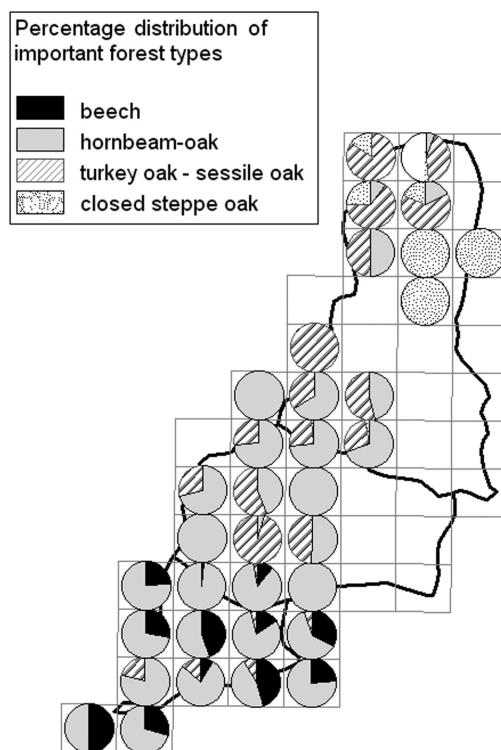 Percentage distribution of
important forest types
beech
hornbeam-oak
turkey oak - sessile oak
closed steppe oak